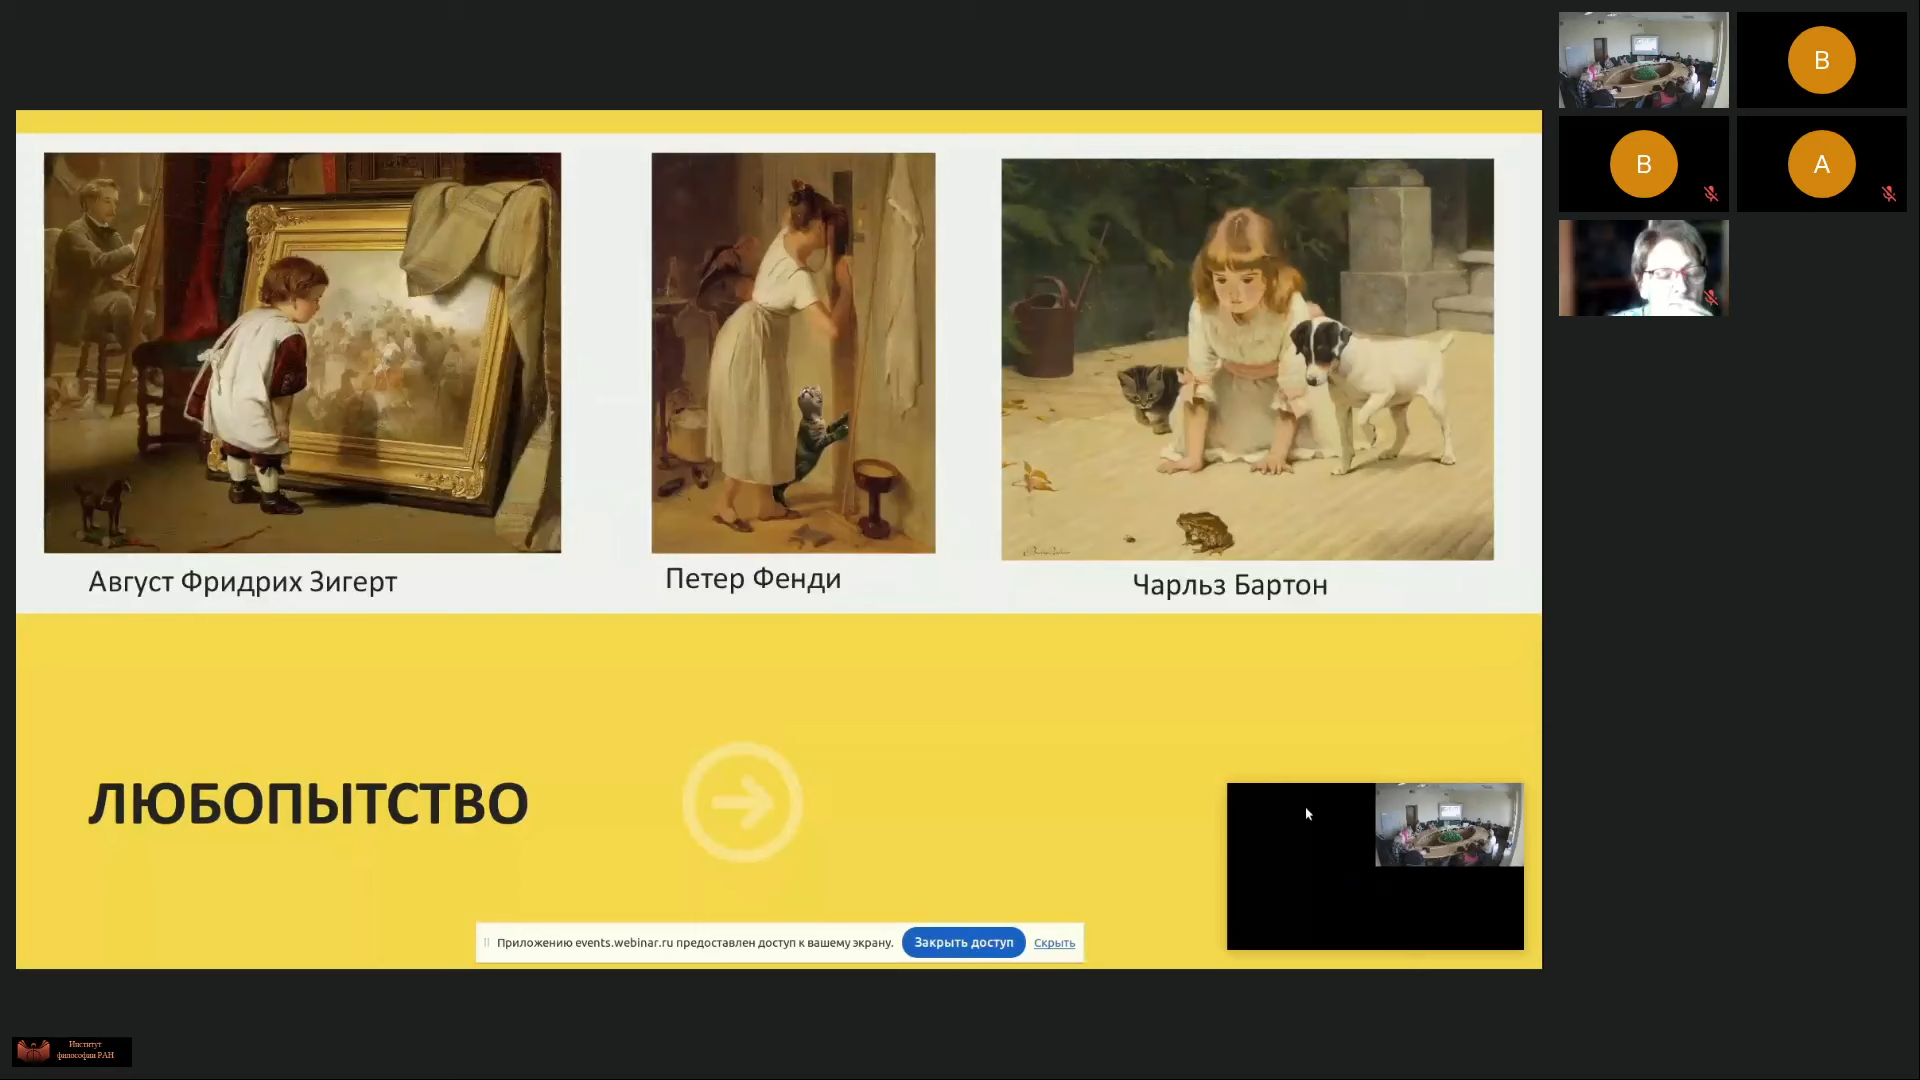 Август Фридрих Зигерт
Петер Фенди
Чарльз Бартон
ЛЮБОПЫТСТВО
Приложению events.webinar.ru предоставлен доступ к вашему экрану.
Закрыть доступ
Скрыть
B
B
A
Институт
философии РАН